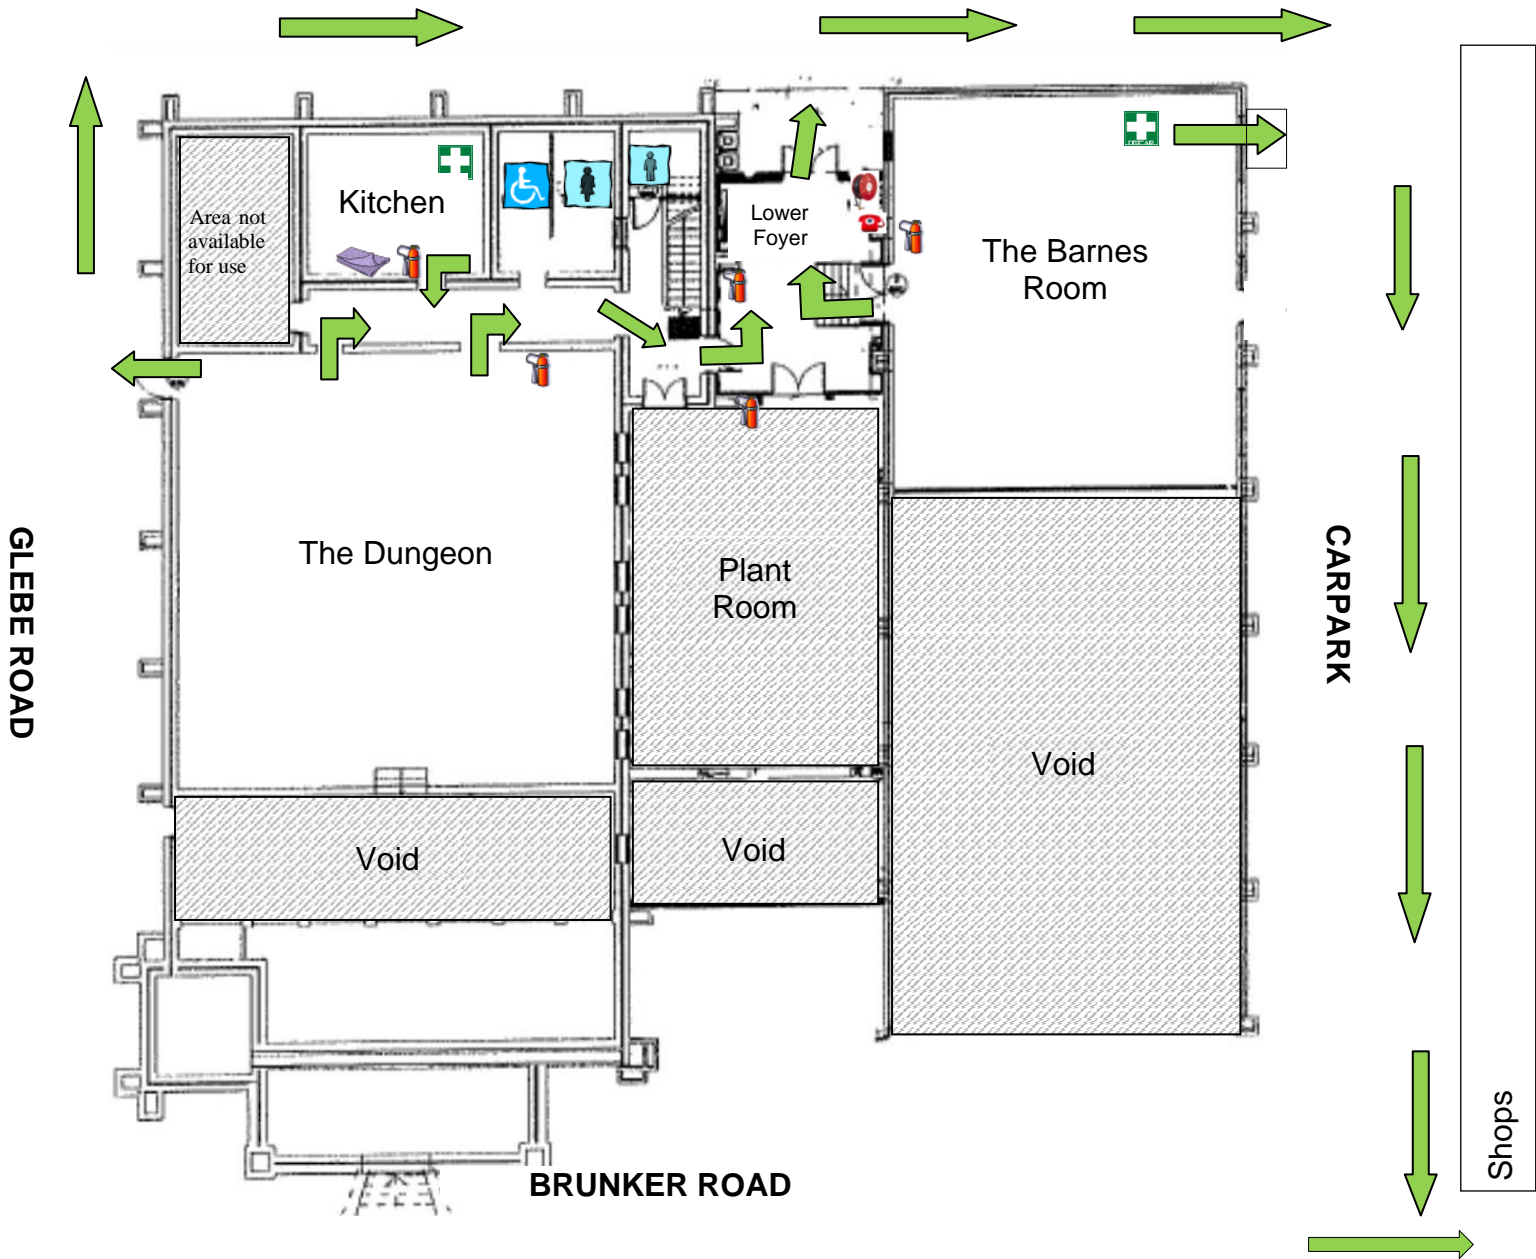 Kitchen
Area not
available
for use
Lower
Foyer
The Barnes
Room
The Dungeon
Plant
Room
GLEBE ROAD
CARPARK
Void
Void
Void
Shops
BRUNKER ROAD